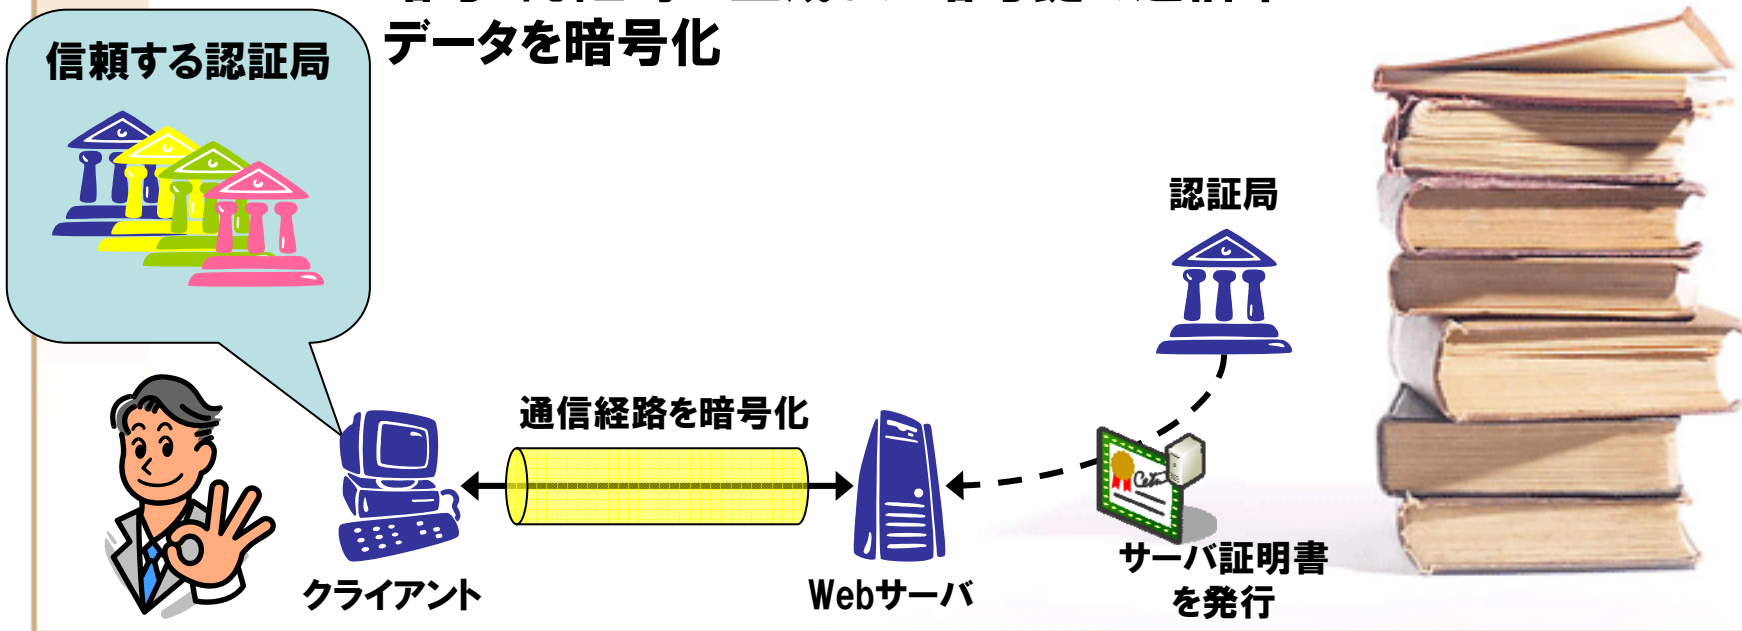 データを暗号化
信頼する認証局
認証局
通信経路を暗号化
サーバ証明書
を発行
クライアント
Webサーバ